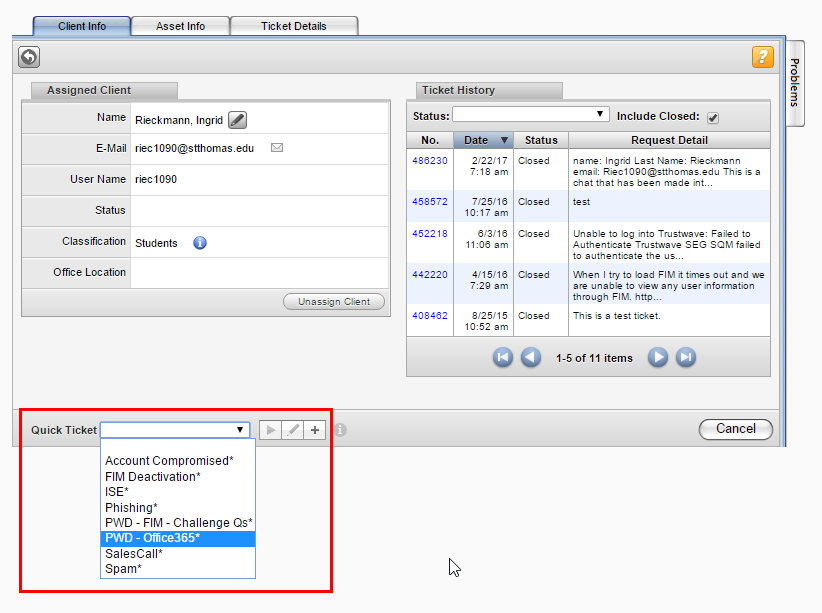 Client Info
Asset Info
Ticket Details
?
Problems
Assigned Client
Name
Rieckmann, Ingrid
E-Mail
riec1090@stthomas.edu
User Name
riec1090
Status
Classification
Students
i
Office Location
Unassign Client
Ticket History
Status:
Include Closed:
No.
Date
Status
Request Detail
486230
2/22/17
7:18 am
Closed
name: Ingrid Last Name: Rieckmann
email: Riec1090@stthomas.edu This is a
chat that has been made int...
458572
7/25/16
10:17 am
Closed
test
452218
6/3/16
11:06 am
Closed
Unable to log into Trustwave: Failed to
Authenticate Trustwave SEG SQM failed
to authenticate the us...
442220
4/15/16
7:29 am
Closed
When I try to load FIM it times out and we
are unable to view any user information
through FIM. http...
408462
8/25/15
10:52 am
Closed
This is a test ticket.
1-5 of 11 items
Quick Ticket
+
i
Cancel
Account Compromised*
FIM Deactivation*
ISE*
Phishing*
PWD - FIM - Challenge Qs*
PWD - Office365*
SalesCall*
Spam*